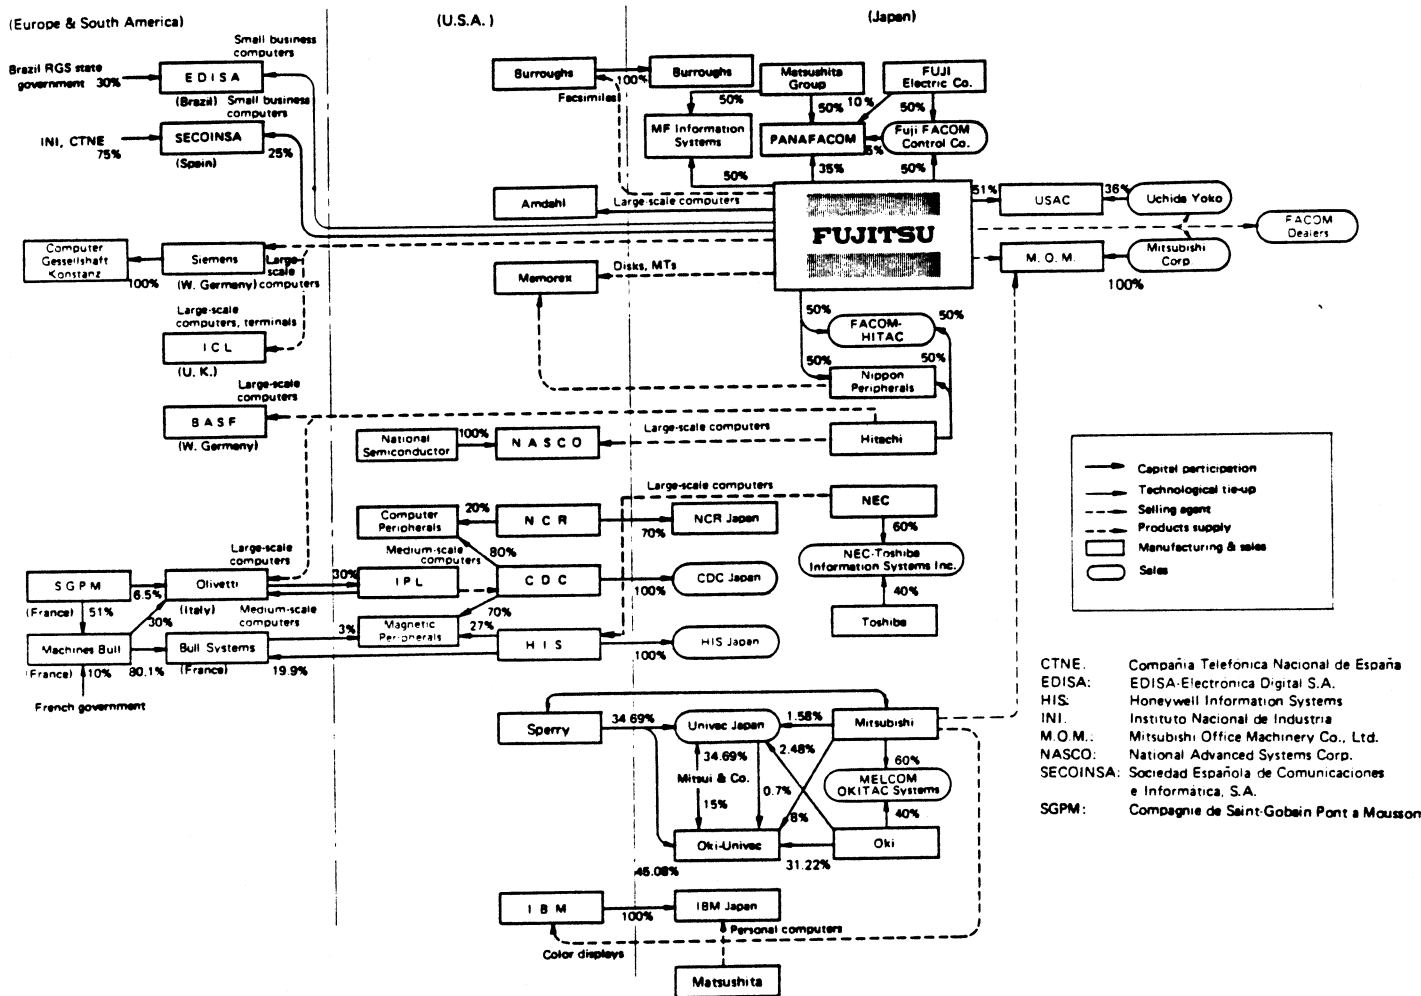 (Europe & South America)
(U.S.A.)
(Japan)
Small business
computers
Brazil RGS state
government
30%
EDISA
(Brazil)
Small business
computers
INI, CTNE
75%
SECOINSA
(Spain)
25%
Computer
Gessellshaft
Konstanz
100%
Siemens
(W. Germany)
Large-
scale
computers
Large-scale
computers, terminals
ICL
(U. K.)
Large-scale
computers
BASF
(W. Germany)
Large-scale
computers
SGPM
(France)
6.5%
51%
Olivetti
(Italy)
30%
Medium-scale
computers
Machines Bull
(France)
10%
80.1%
Bull Systems
(France)
19.9%
French government
Burroughs
100%
Burroughs
Facsimiles
Amdahl
Large-scale computers
Memorex
Disks, MTs
National
Semiconductor
100%
NASCO
Large-scale computers
Computer
Peripherals
20%
NCR
70%
NCR Japan
80%
Medium-scale
computers
30%
IPL
CDC
100%
CDC Japan
70%
3%
Magnetic
Peripherals
27%
HIS
100%
HIS Japan
Large-scale computers
Matsushita
Group
FUJI
Electric Co.
50%
50%
10%
50%
MF Information
Systems
PANAFACOM
5%
Fuji FACOM
Control Co.
50%
35%
50%
FUJITSU
51%
USAC
36%
Uchida Yoko
FACOM
Dealers
M.O.M.
Mitsubishi
Corp.
100%
50%
FACOM-
HITAC
50%
50%
50%
Nippon
Peripherals
Hitachi
NEC
60%
NEC-Toshiba
Information Systems Inc.
40%
Toshiba
Capital participation
Technological tie-up
Selling agent
Products supply
Manufacturing & sales
Sales
Sperry
34.69%
Univac Japan
1.58%
Mitsubishi
34.69%
2.48%
Mitsui & Co.
0.7%
15%
8%
60%
MELCOM
OKITAC Systems
40%
Oki-Univac
31.22%
Oki
45.08%
IBM
100%
IBM Japan
Personal computers
Color displays
Matsushita
CTNE. Compañia Telefónica Nacional de España
EDISA: EDISA-Electrónica Digital S.A.
HIS: Honeywell Information Systems
INI. Instituto Nacional de Industria
M.O.M.: Mitsubishi Office Machinery Co., Ltd.
NASCO: National Advanced Systems Corp.
SECOINSA: Sociedad Española de Comunicaciones
e Informática, S.A.
SGPM: Compagnie de Saint-Gobain Pont a Mousson